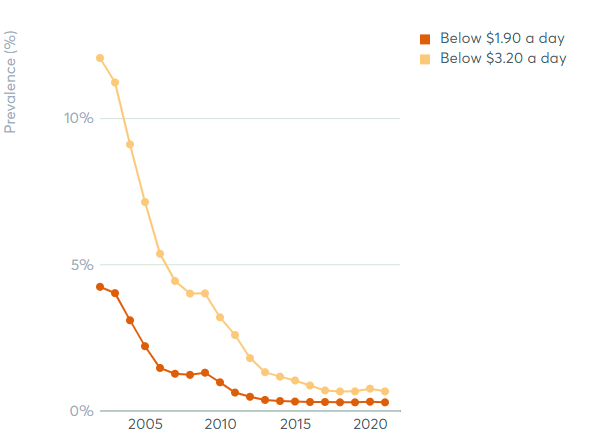 Prevalence (%)
Below $1.90 a day
Below $3.20 a day
10%
5%
0%
2005 2010 2015 2020